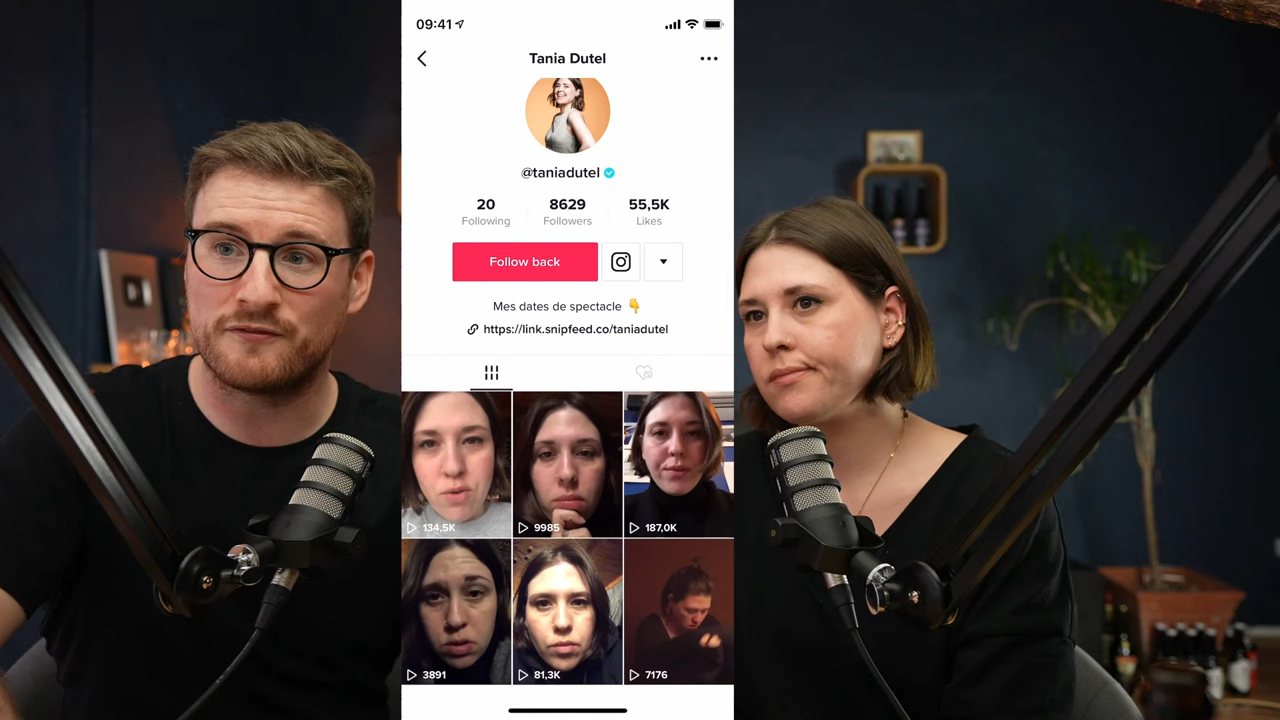 09:41
Tania Dutel
@taniadutel
20 8629 55,5K
Following Followers Likes
Follow back
Mes dates de spectacle 👇
https://link.snipfeed.co/taniadutel
134,5K 9985 187,0K
3891 81,3K 7176